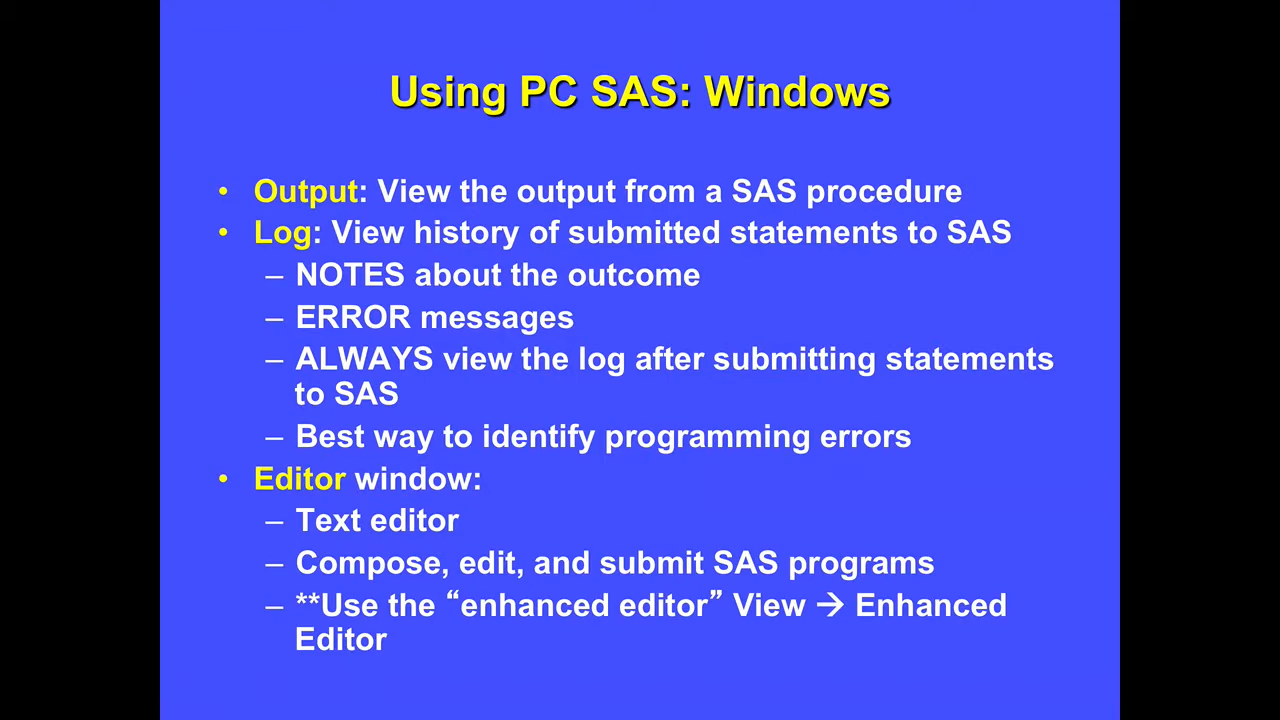 Using PC SAS: Windows
• Output: View the output from a SAS procedure
• Log: View history of submitted statements to SAS
– NOTES about the outcome
– ERROR messages
– ALWAYS view the log after submitting statements
to SAS
– Best way to identify programming errors
• Editor window:
– Text editor
– Compose, edit, and submit SAS programs
– **Use the “enhanced editor” View → Enhanced
Editor